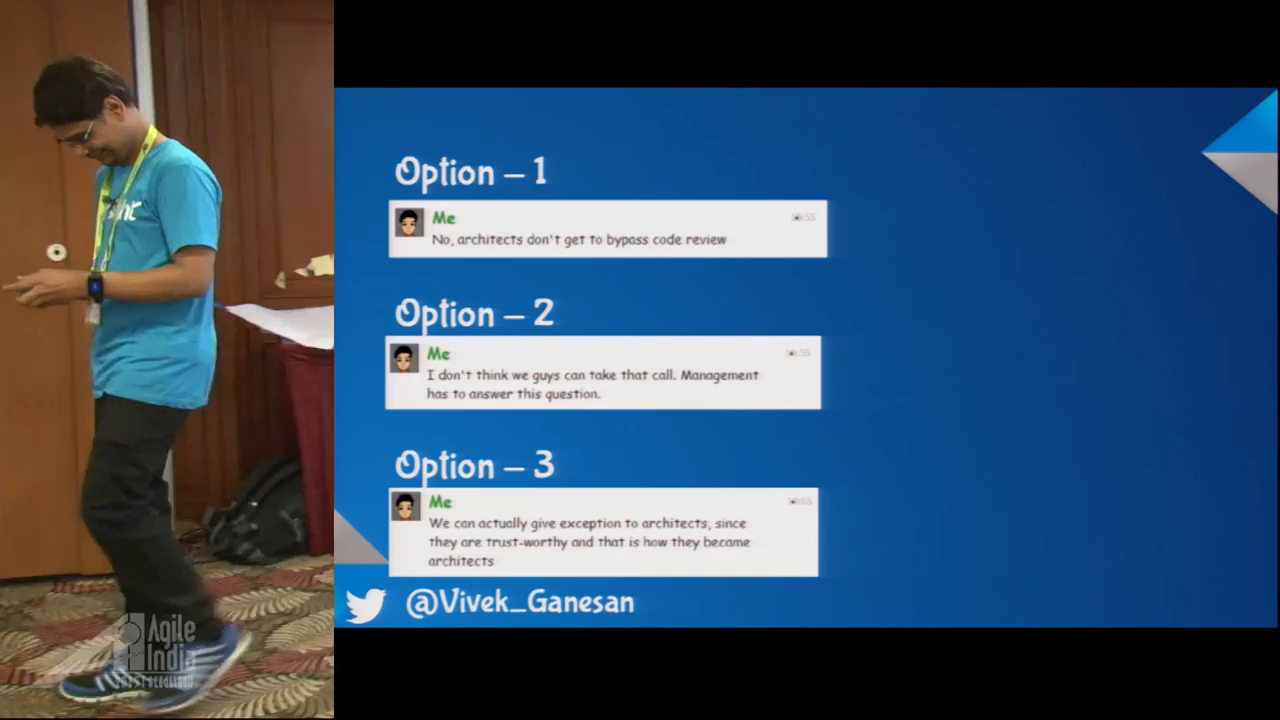 Option – 1
Me
No, architects don't get to bypass code review
Option – 2
Me
I don't think we guys can take that call. Management
has to answer this question.
Option – 3
Me
We can actually give exception to architects, since
they are trust-worthy and that is how they became
architects
@Vivek_Ganesan
Agile
India